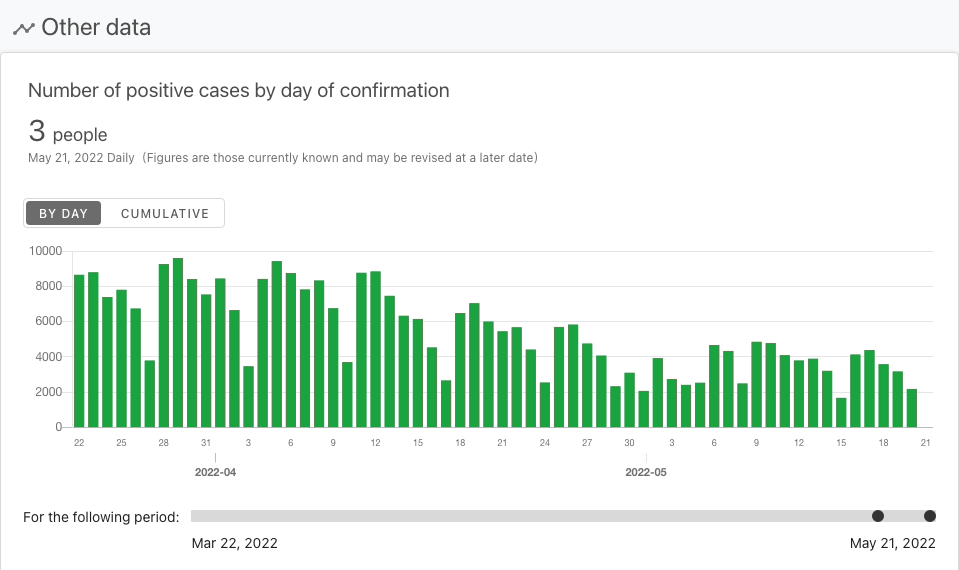 Other data
Number of positive cases by day of confirmation
3 people
May 21, 2022 Daily (Figures are those currently known and may be revised at a later date)
BY DAY CUMULATIVE
10000
8000
6000
4000
2000
0
22 25 28 31 3 6 9 12 15 18 21 24 27 30 3 6 9 12 15 18 21
2022-04 2022-05
For the following period:
Mar 22, 2022 May 21, 2022